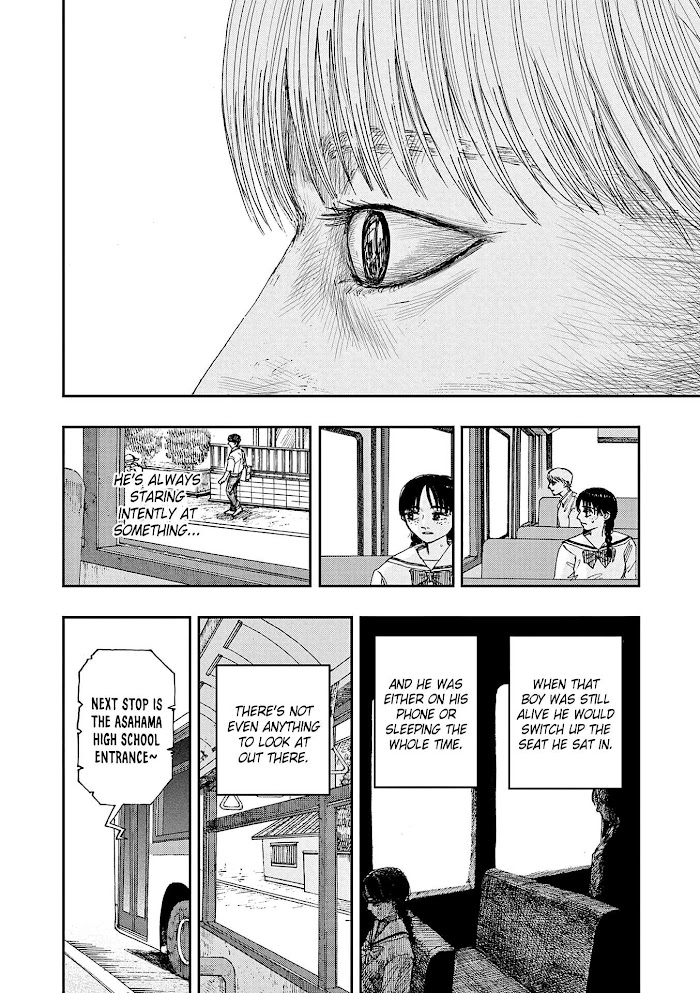 HE'S ALWAYS
STARING
INTENTLY AT
SOMETHING...
WHEN THAT
BOY WAS STILL
ALIVE HE WOULD
SWITCH UP THE
SEAT HE SAT IN.
AND HE WAS
EITHER ON HIS
PHONE OR
SLEEPING THE
WHOLE TIME.
THERE'S NOT
EVEN ANYTHING
TO LOOK AT
OUT THERE.
NEXT STOP IS
THE ASAHAMA
HIGH SCHOOL
ENTRANCE~